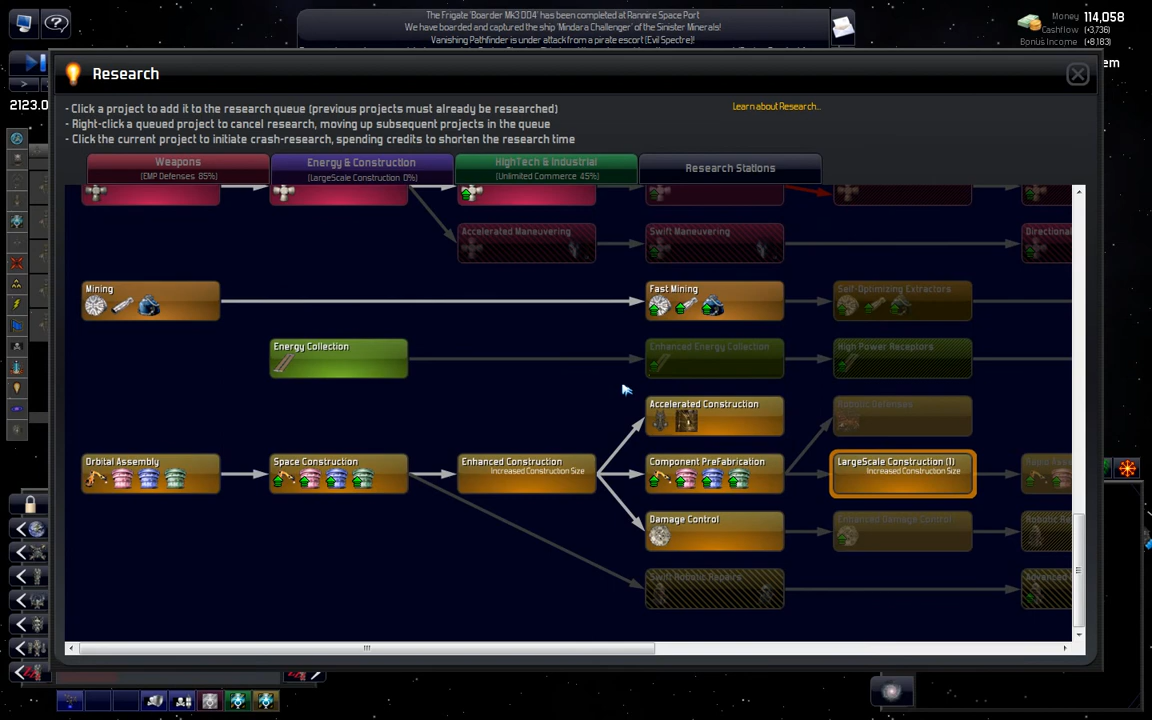 The Frigate 'Boarder Mk3 004' has been completed at Rannire Space Port
We have boarded and captured the ship 'Mindara Challenger' of the Sinister Minerals!
Vanishing Pathfinder is under attack from a pirate escort (Evil Spectre)!
Money 114,058
Cashflow (+3,736)
Bonus Income (+8,183)
Research
2123.0
- Click a project to add it to the research queue (previous projects must already be researched)
- Right-click a queued project to cancel research, moving up subsequent projects in the queue
- Click the current project to initiate crash-research, spending credits to shorten the research time
Learn about Research...
Weapons
(EMP Defenses 85%)
Energy & Construction
(LargeScale Construction 0%)
HighTech & Industrial
(Unlimited Commerce 45%)
Research Stations
Accelerated Maneuvering
Swift Maneuvering
Directional
Mining
Fast Mining
Self-Optimizing Extractors
Energy Collection
Enhanced Energy Collection
High Power Receptors
Accelerated Construction
Robotic Defenses
Orbital Assembly
Space Construction
Enhanced Construction
Increased Construction Size
Component PreFabrication
LargeScale Construction (1)
Increased Construction Size
Damage Control
Enhanced Damage Control
Robotic Re
Swift Robotic Repairs
Advanced